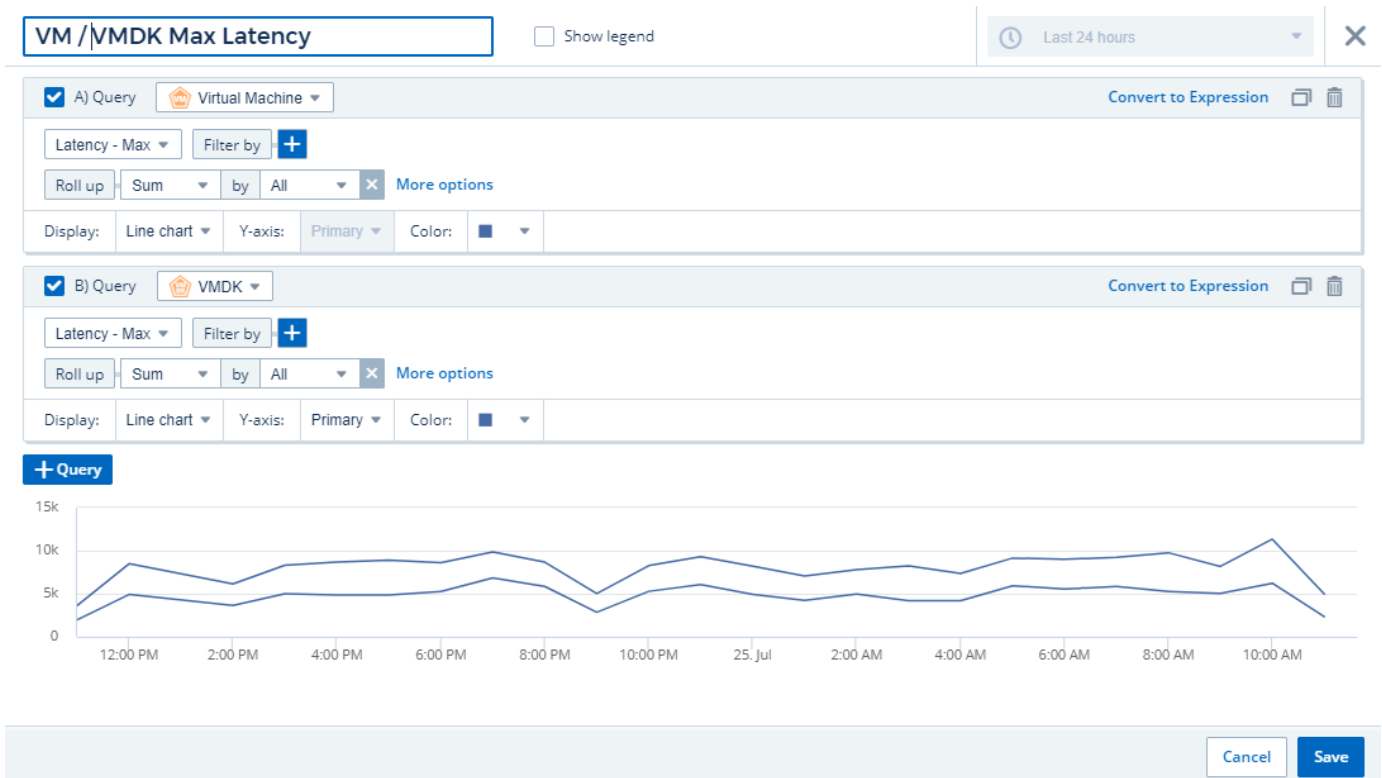 VM / VMDK Max Latency Show legend Last 24 hours
A) Query Virtual Machine Convert to Expression
Latency - Max Filter by +
Roll up Sum by All × More options
Display: Line chart Y-axis: Primary Color:
B) Query VMDK Convert to Expression
Latency - Max Filter by +
Roll up Sum by All × More options
Display: Line chart Y-axis: Primary Color:
+ Query
15k
10k
5k
0
12:00 PM 2:00 PM 4:00 PM 6:00 PM 8:00 PM 10:00 PM 25. Jul 2:00 AM 4:00 AM 6:00 AM 8:00 AM 10:00 AM
Cancel Save